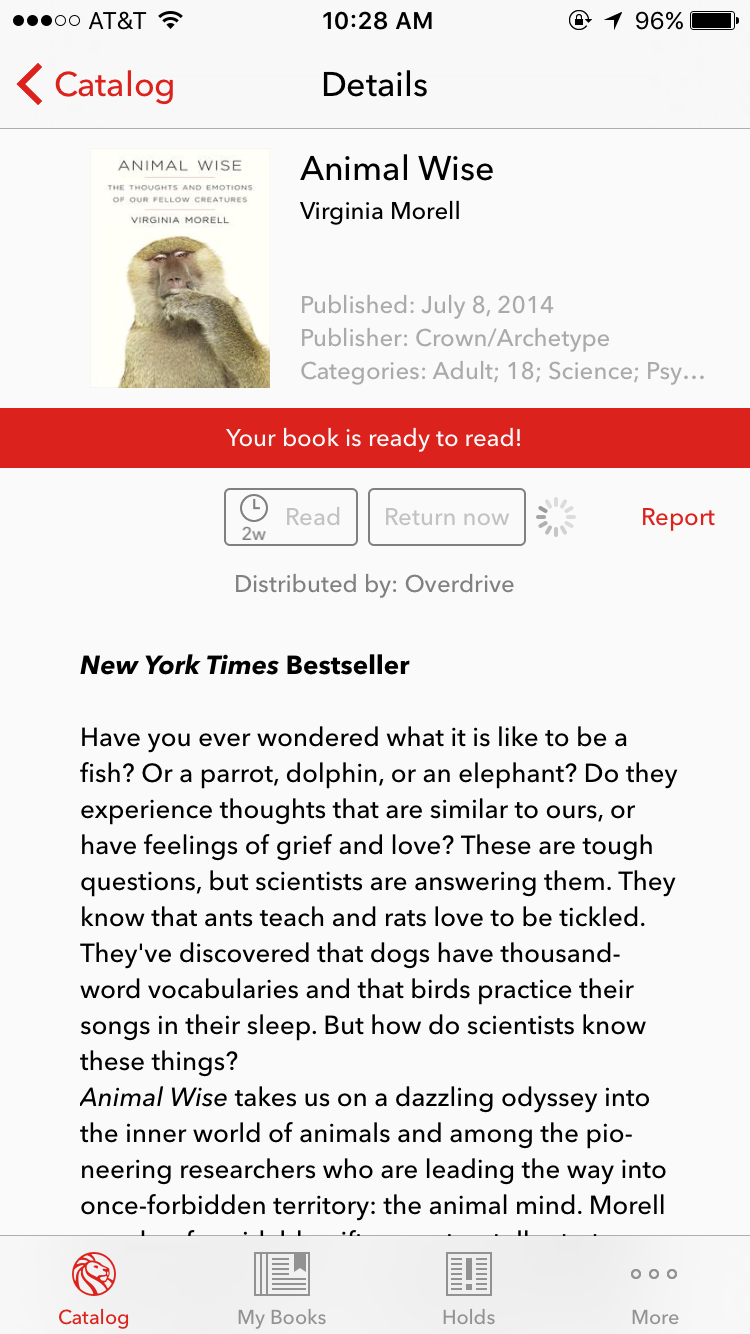 AT&T 10:28 AM 96%
Catalog Details
ANIMAL WISE
THE THOUGHTS AND EMOTIONS
OF OUR FELLOW CREATURES
VIRGINIA MORELL
Animal Wise
Virginia Morell
Published: July 8, 2014
Publisher: Crown/Archetype
Categories: Adult; 18; Science; Psy...
Your book is ready to read!
2w Read Return now Report
Distributed by: Overdrive
New York Times Bestseller
Have you ever wondered what it is like to be a
fish? Or a parrot, dolphin, or an elephant? Do they
experience thoughts that are similar to ours, or
have feelings of grief and love? These are tough
questions, but scientists are answering them. They
know that ants teach and rats love to be tickled.
They've discovered that dogs have thousand-
word vocabularies and that birds practice their
songs in their sleep. But how do scientists know
these things?
Animal Wise takes us on a dazzling odyssey into
the inner world of animals and among the pio-
neering researchers who are leading the way into
once-forbidden territory: the animal mind. Morell
Catalog My Books Holds More